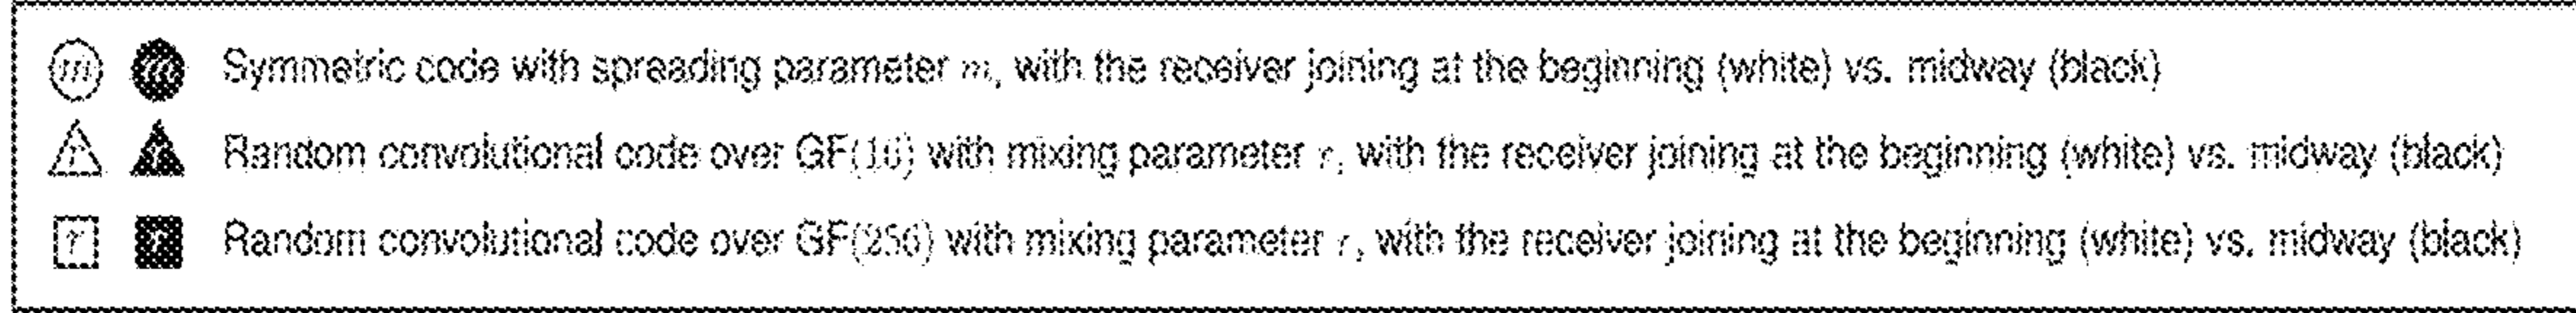 m m Symmetric code with spreading parameter m, with the receiver joining at the beginning (white) vs. midway (black)
r r Random convolutional code over GF(16) with mixing parameter r, with the receiver joining at the beginning (white) vs. midway (black)
r r Random convolutional code over GF(256) with mixing parameter r, with the receiver joining at the beginning (white) vs. midway (black)